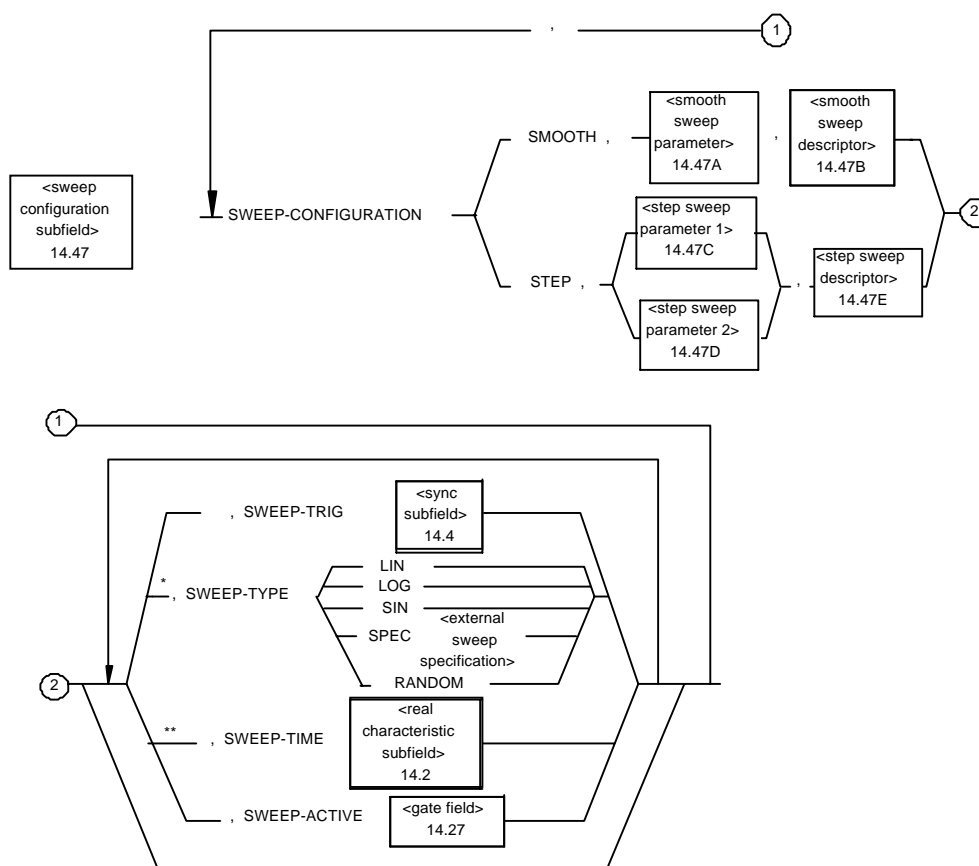 ,
1
<sweep
configuration
subfield>
14.47
SWEEP-CONFIGURATION
SMOOTH ,
<smooth
sweep
parameter>
14.47A
,
<smooth
sweep
descriptor>
14.47B
2
STEP ,
<step sweep
parameter 1>
14.47C
<step sweep
parameter 2>
14.47D
,
<step sweep
descriptor>
14.47E
1
, SWEEP-TRIG
<sync
subfield>
14.4
*
, SWEEP-TYPE
LIN
LOG
SIN
SPEC
<external
sweep
specification>
RANDOM
2
**
, SWEEP-TIME
<real
characteristic
subfield>
14.2
, SWEEP-ACTIVE
<gate field>
14.27